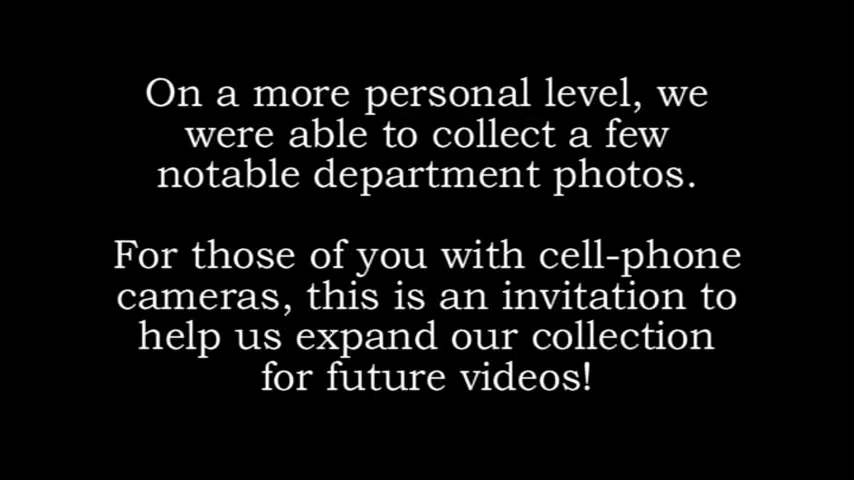 On a more personal level, we
were able to collect a few
notable department photos.
For those of you with cell-phone
cameras, this is an invitation to
help us expand our collection
for future videos!